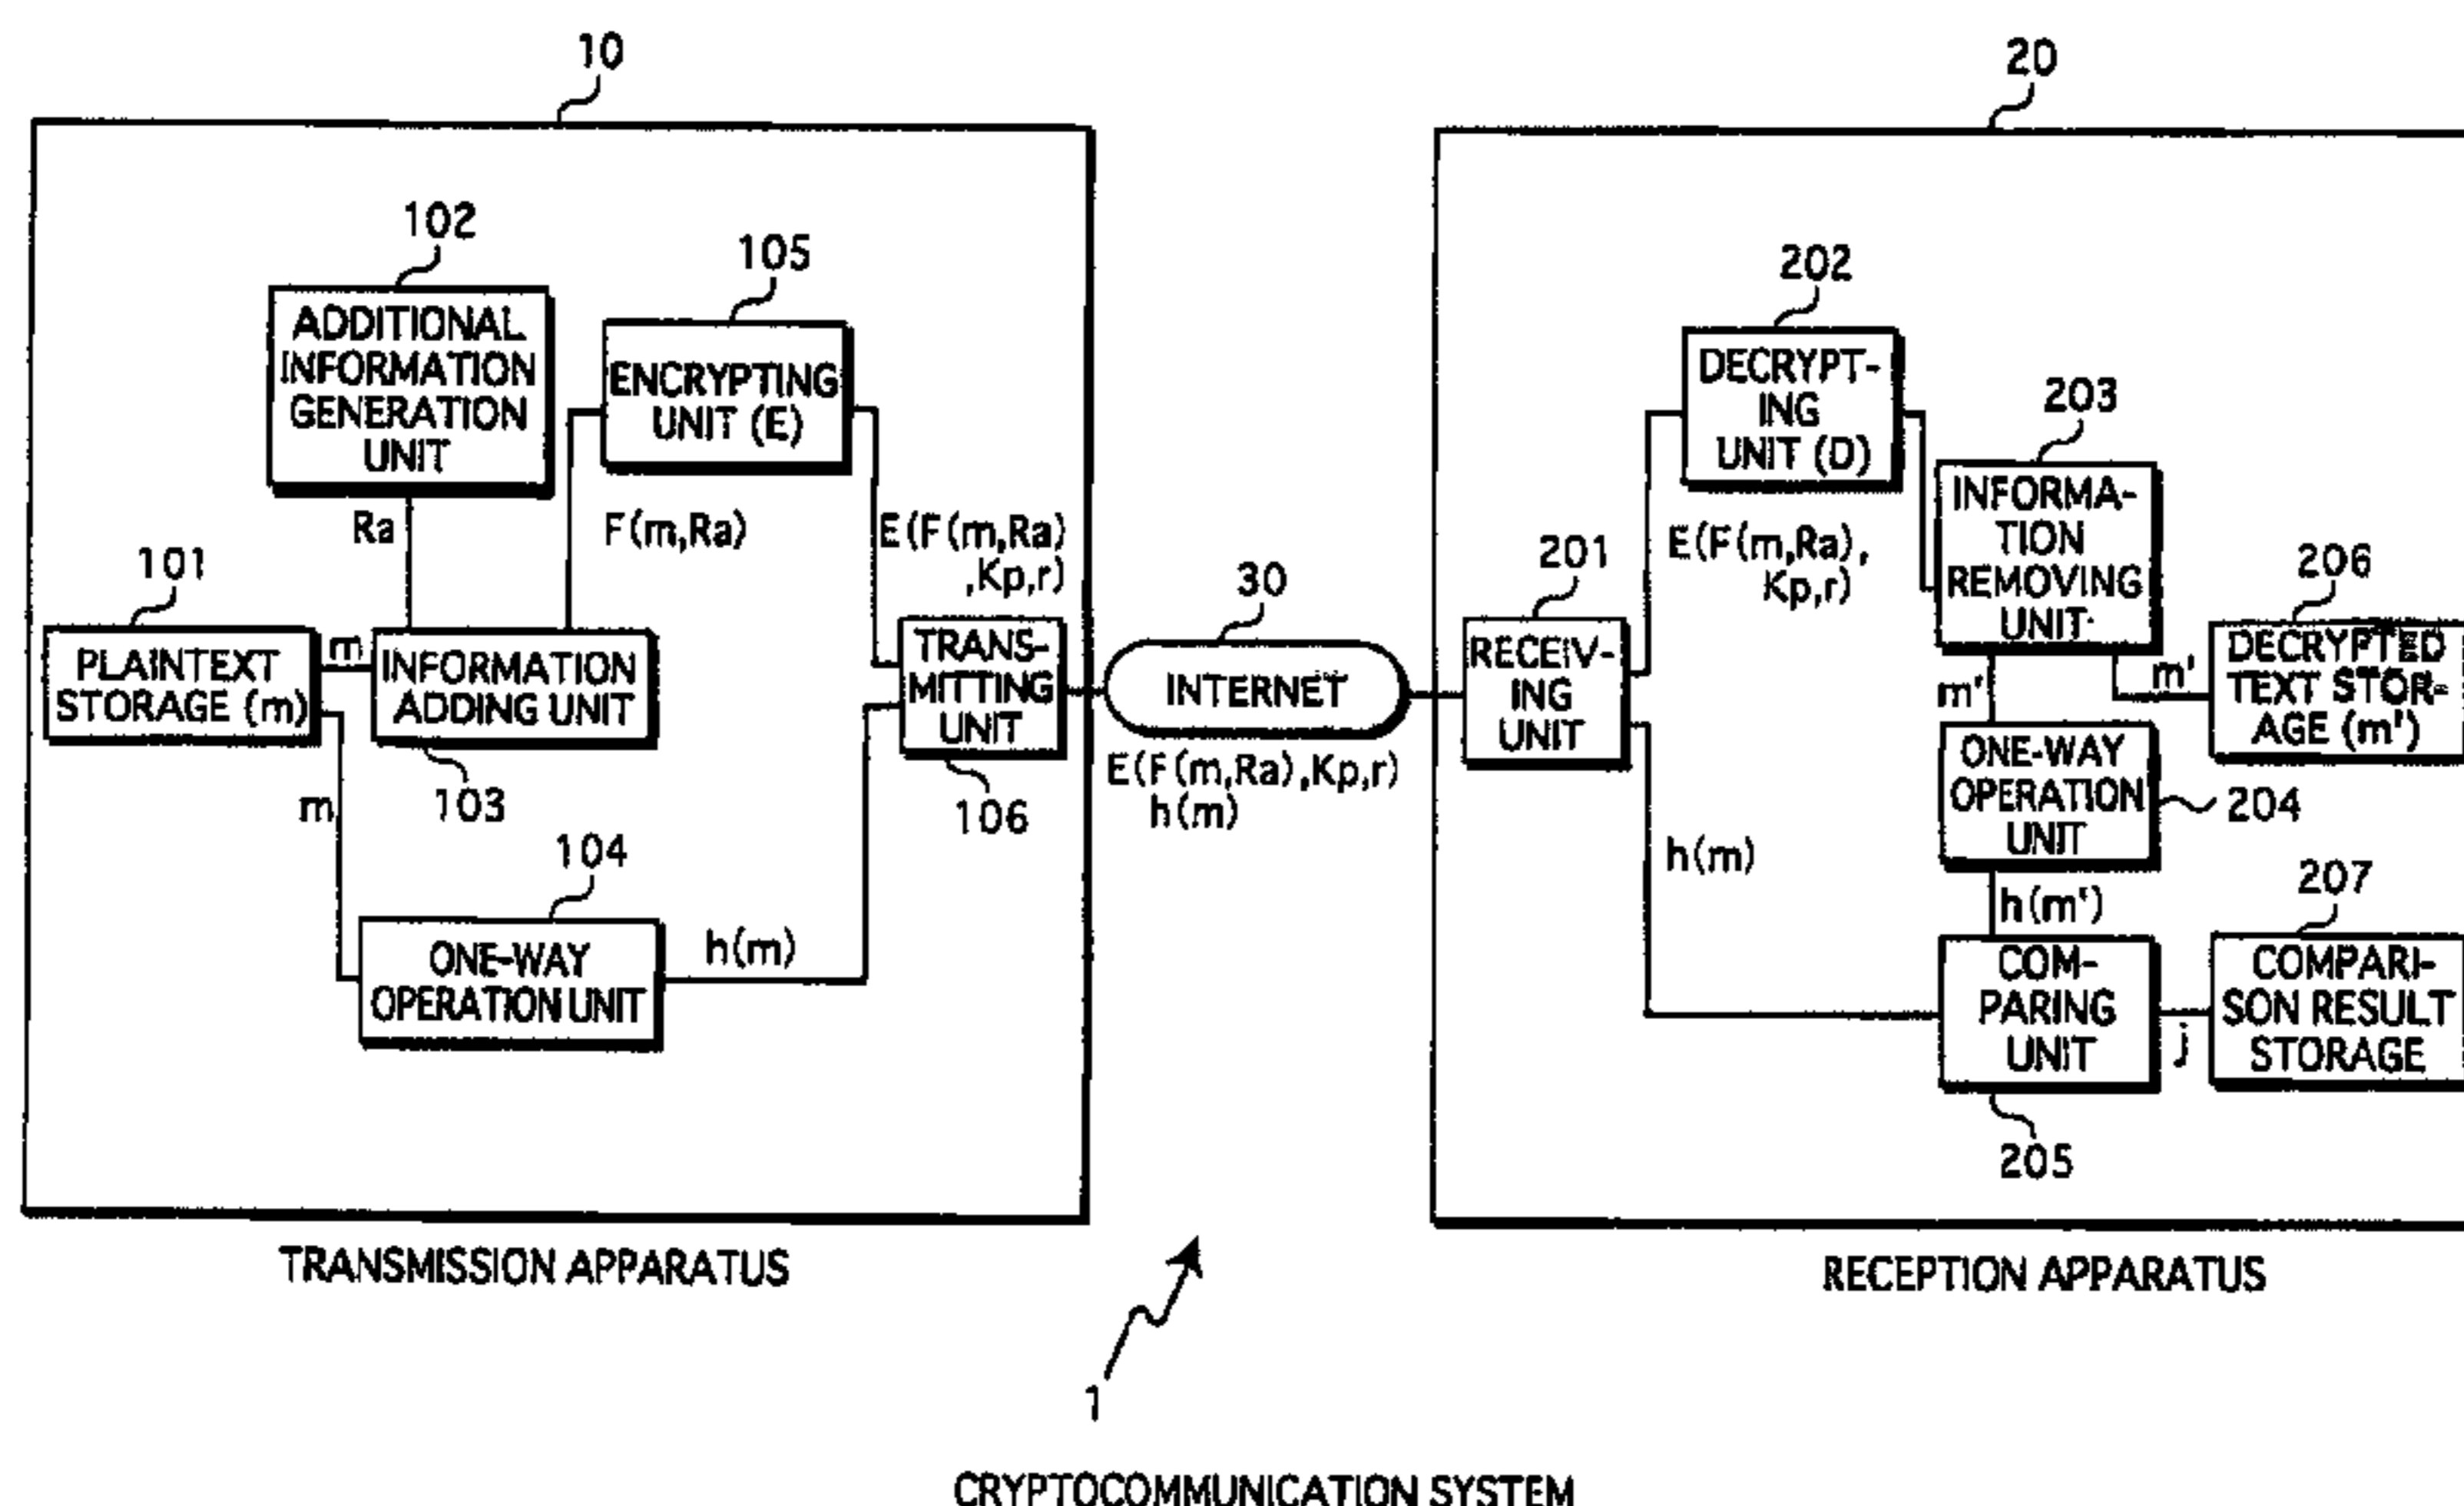 10
20
102
ADDITIONAL
INFORMATION
GENERATION
UNIT
105
ENCRYPTING
UNIT (E)
Ra
F(m,Ra)
E(F(m,Ra)
,Kp,r)
101
PLAINTEXT
STORAGE (m)
m
INFORMATION
ADDING UNIT
103
m
104
ONE-WAY
OPERATION UNIT
h(m)
TRANS-
MITTING
UNIT
106
30
INTERNET
E(F(m,Ra),Kp,r)
h(m)
201
RECEIV-
ING
UNIT
202
DECRYPT-
ING
UNIT (D)
E(F(m,Ra),
Kp,r)
203
INFORMA-
TION
REMOVING
UNIT
206
DECRYPTED
TEXT STOR-
AGE (m')
m'
m'
ONE-WAY
OPERATION
UNIT
204
h(m)
h(m')
207
COM-
PARING
UNIT
j
COMPARI-
SON RESULT
STORAGE
205
TRANSMISSION APPARATUS
RECEPTION APPARATUS
1
CRYPTOCOMMUNICATION SYSTEM